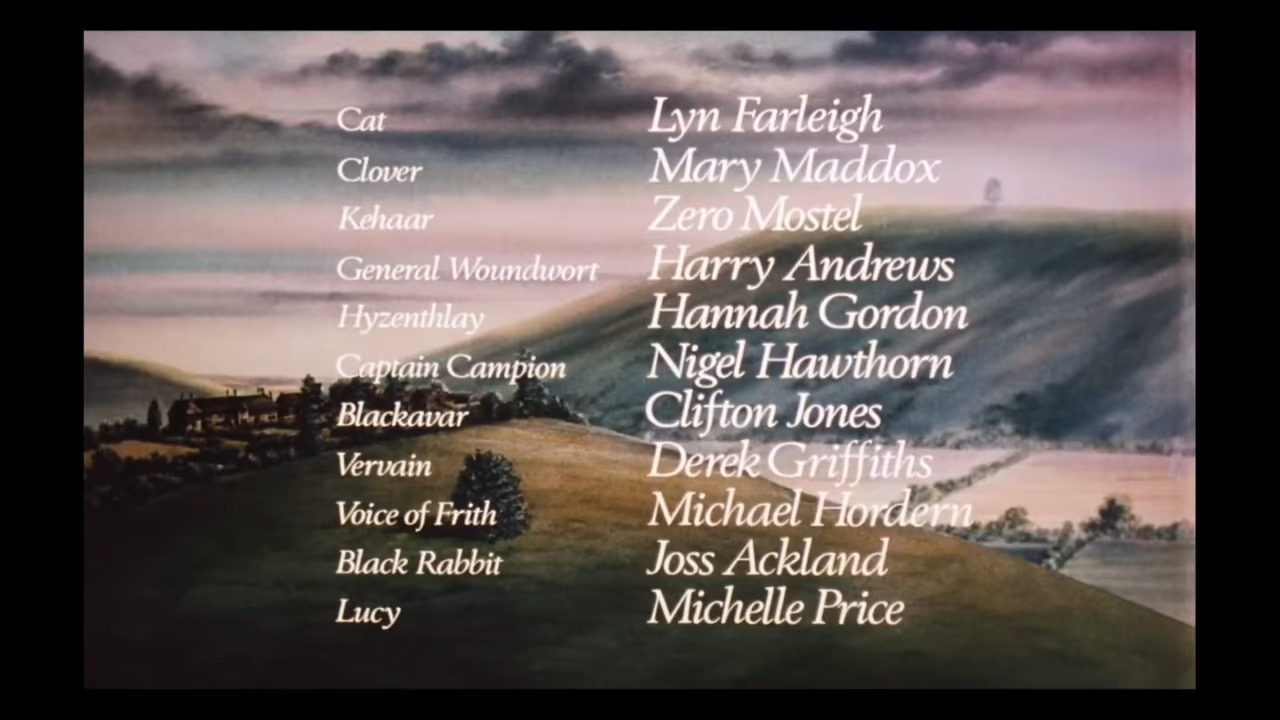 Cat Lyn Farleigh
Clover Mary Maddox
Kehaar Zero Mostel
General Woundwort Harry Andrews
Hyzenthlay Hannah Gordon
Captain Campion Nigel Hawthorn
Blackavar Clifton Jones
Vervain Derek Griffiths
Voice of Frith Michael Hordern
Black Rabbit Joss Ackland
Lucy Michelle Price